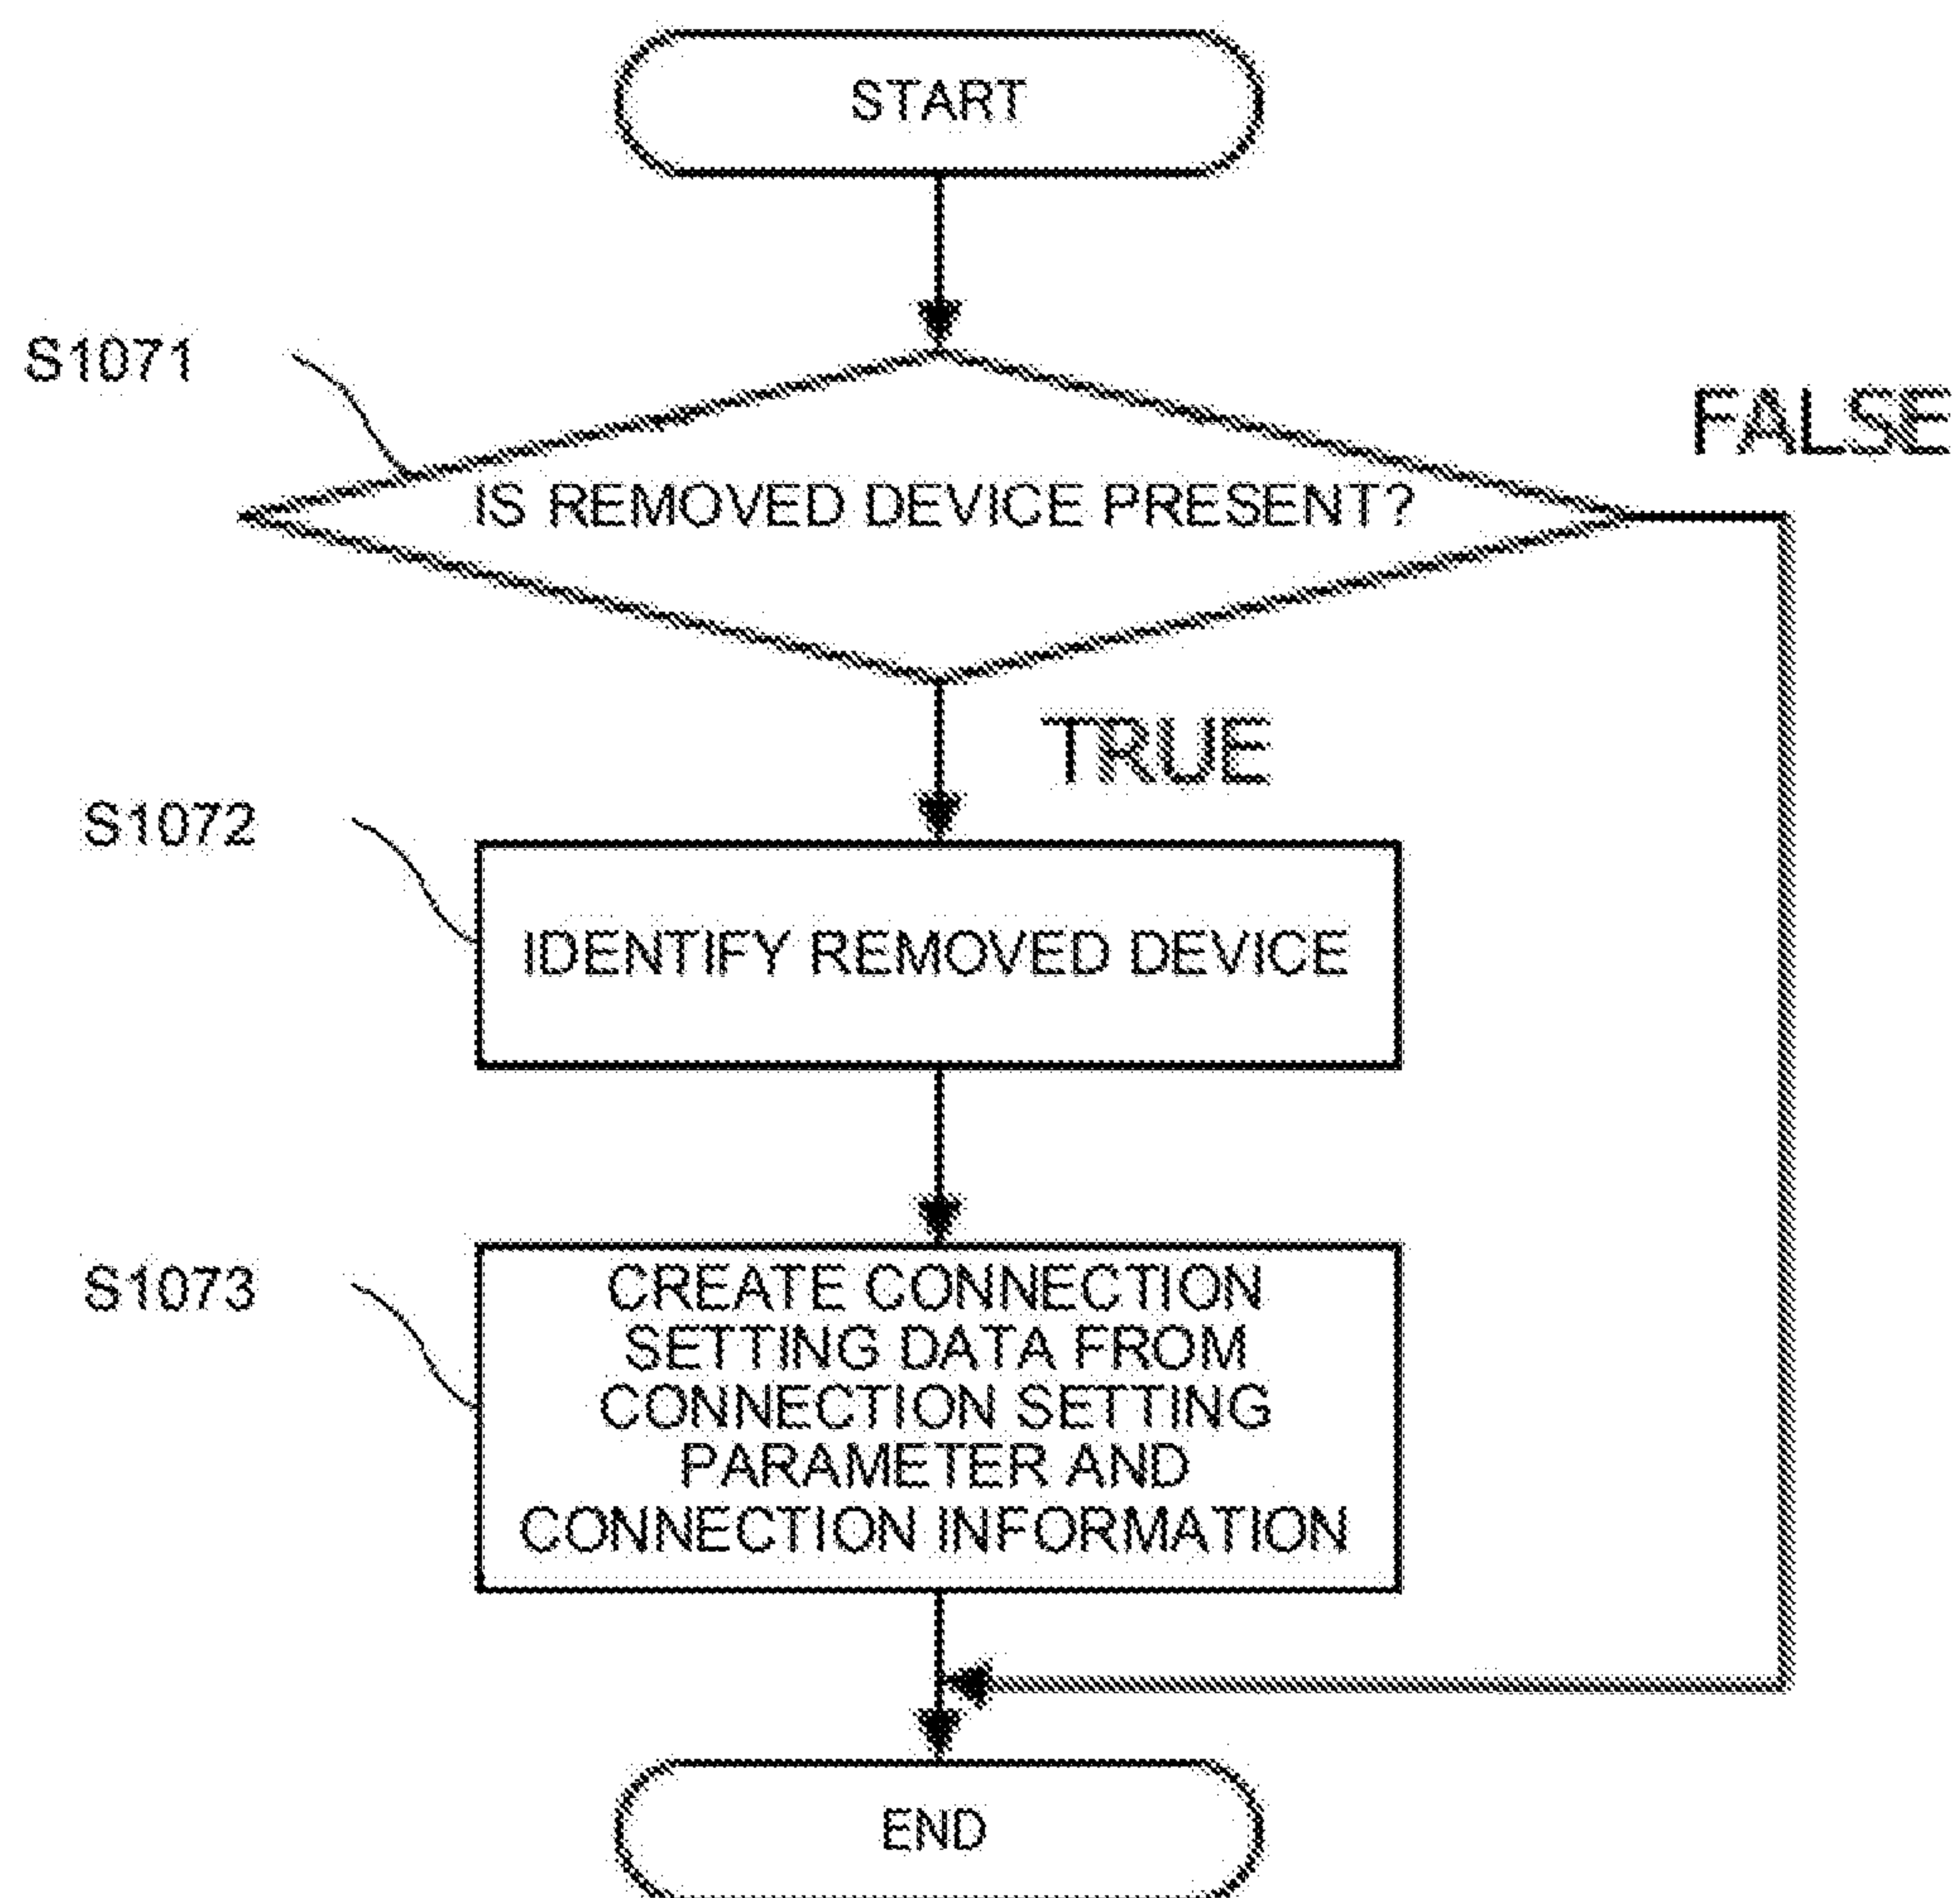 START
S1071
FALSE
IS REMOVED DEVICE PRESENT?
TRUE
S1072
IDENTIFY REMOVED DEVICE
S1073
CREATE CONNECTION
SETTING DATA FROM
CONNECTION SETTING
PARAMETER AND
CONNECTION INFORMATION
END